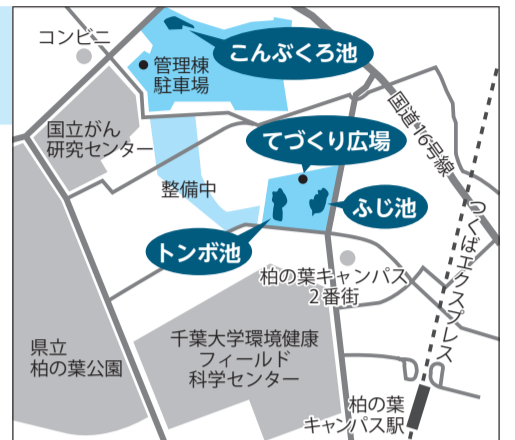 コンビニ
こんぶくろ池
管理棟
駐車場
国立がん
研究センター
国道16号線
てづくり広場
整備中
ふじ池
トンボ池
つくばエクスプレス
柏の葉キャンパス
2番街
県立
柏の葉公園
千葉大学環境健康
フィールド
科学センター
柏の葉
キャンパス駅